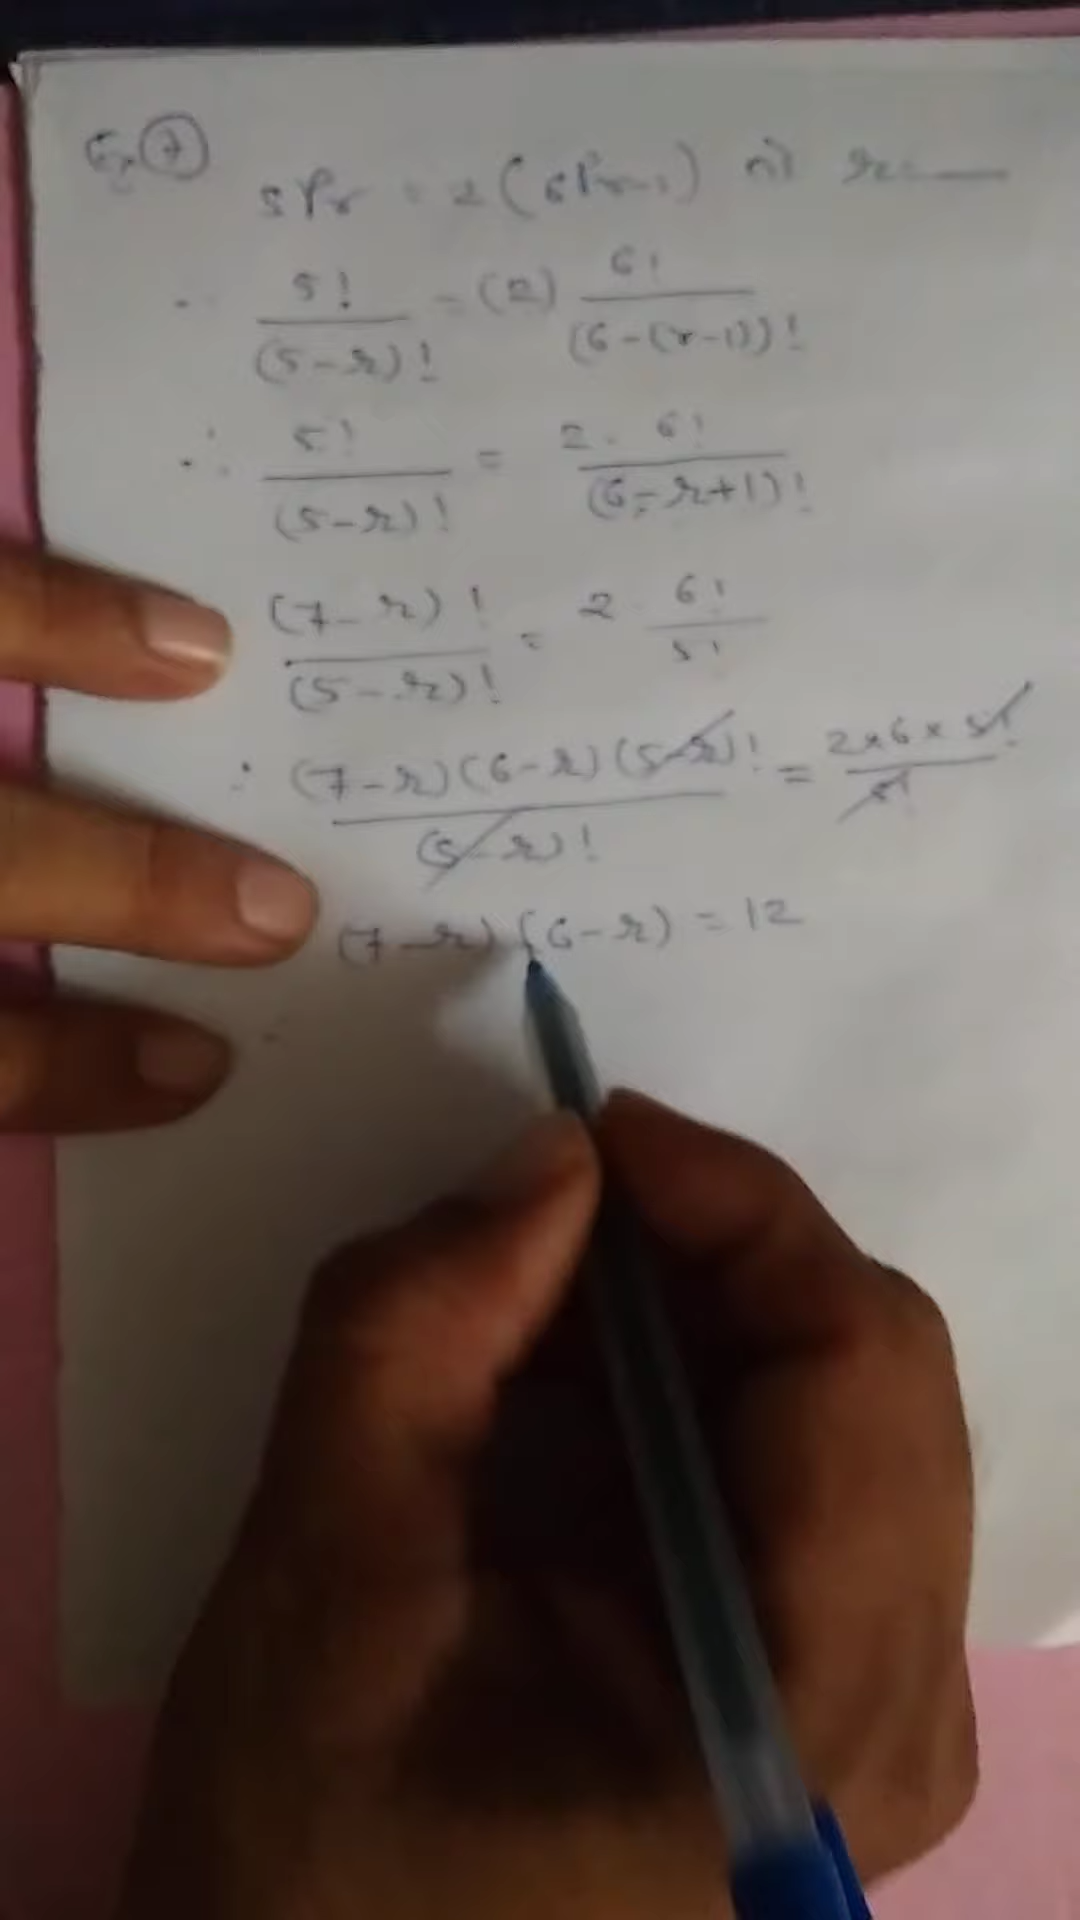 Ex 7
5Pr = 2(6Pr-1) तो r = ___
∴ 5!/(5-r)! = (2) 6!/(6-(r-1))!
∴ 5!/(5-r)! = 2. 6!/(6-r+1)!
(7-r)!/(5-r)! = 2 6!/5!
∴ (7-r)(6-r)(5-r)!/(5-r)! = 2×6×5!/5!
(7-r)(6-r) = 12